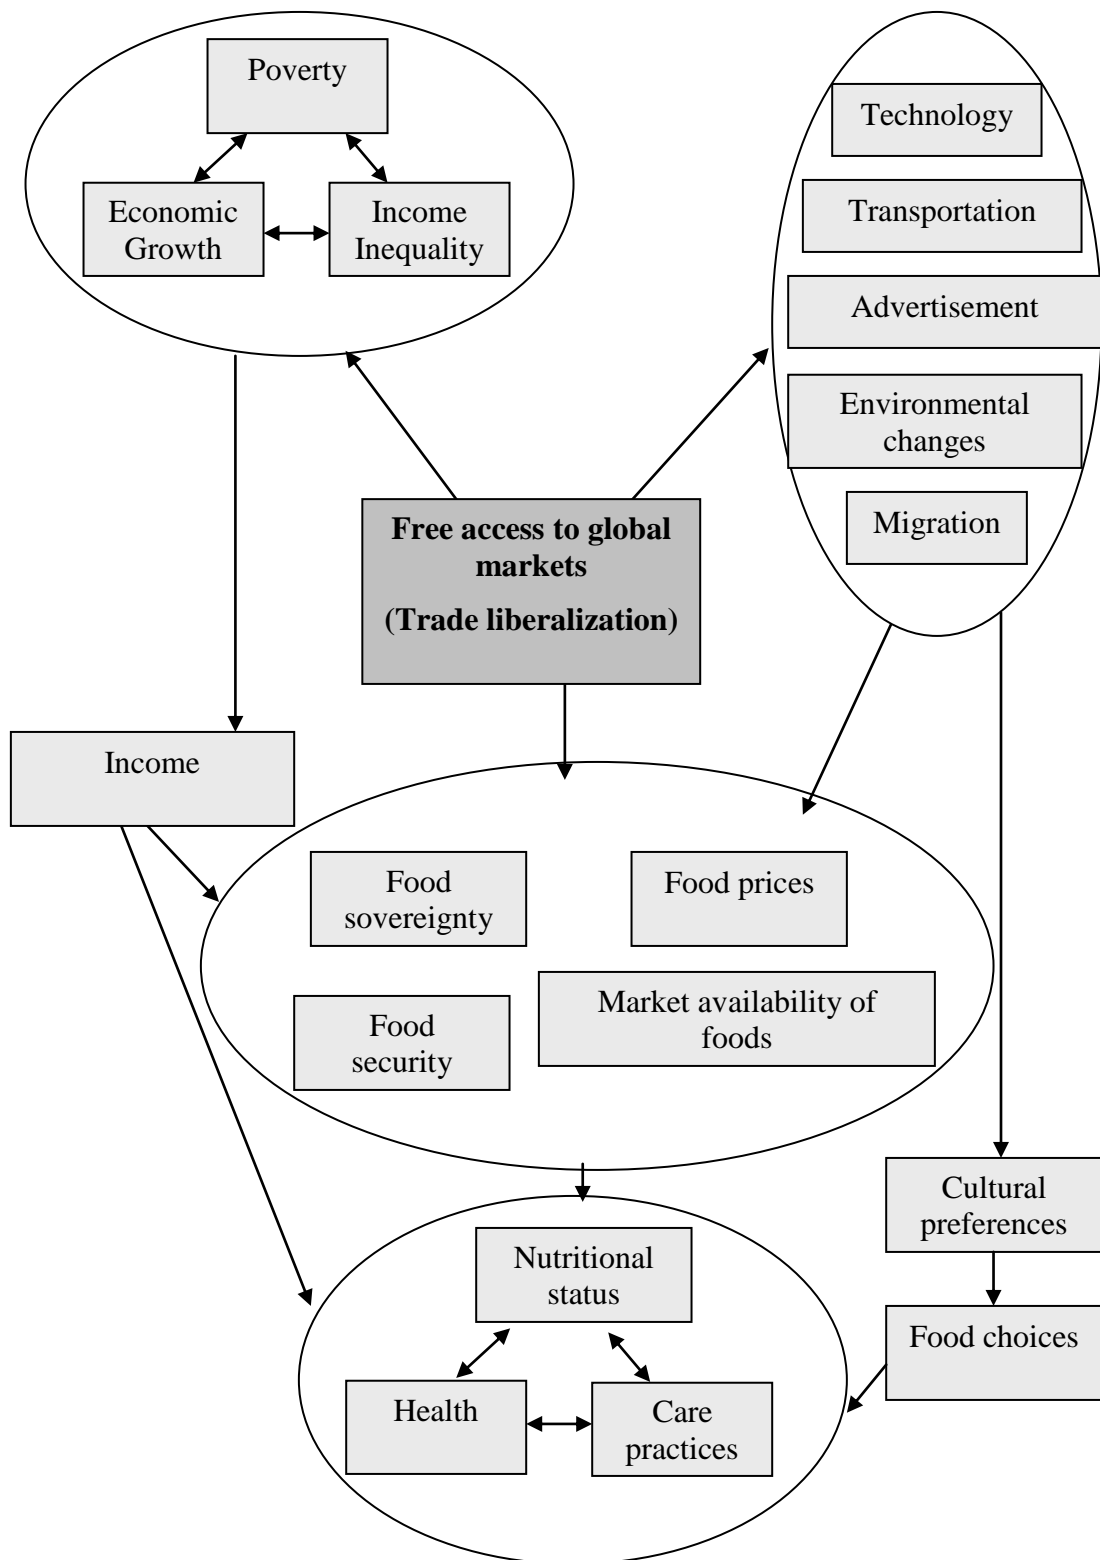 Poverty
Economic
Growth
Income
Inequality
Technology
Transportation
Advertisement
Environmental
changes
Migration
Free access to global
markets
(Trade liberalization)
Income
Food
sovereignty
Food prices
Food
security
Market availability of
foods
Cultural
preferences
Nutritional
status
Food choices
Health
Care
practices